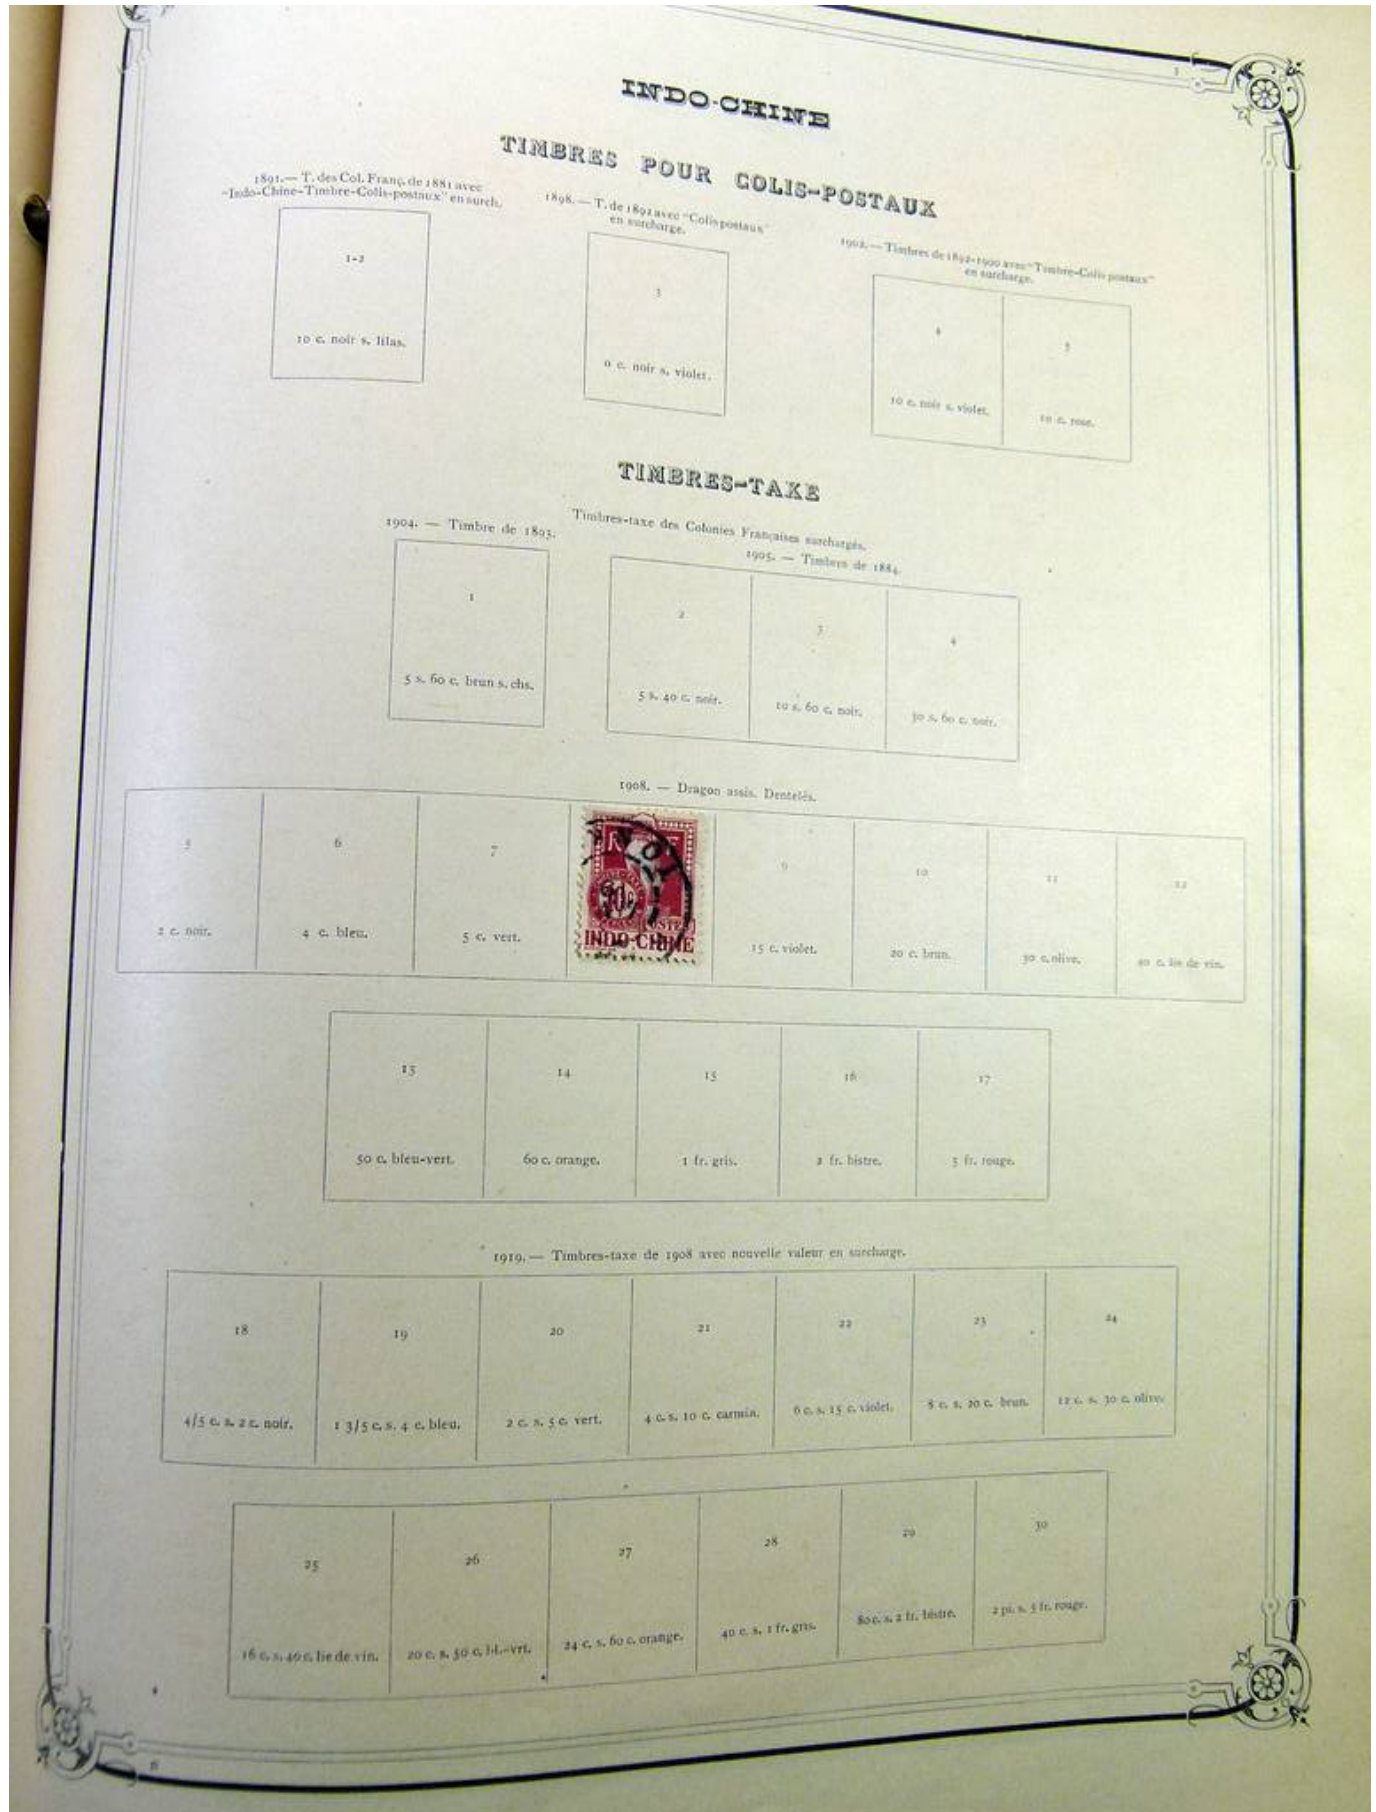 INDO-CHINE
TIMBRES POUR COLIS-POSTAUX
1891.— T. des Col. Franç. de 1881 avec
"Indo-Chine-Timbre-Colis-postaux" en surch.
1898. — T. de 1892 avec "Colis postaux"
en surcharge.
1902. — Timbres de 1892-1900 avec "Timbre-Colis postaux"
en surcharge.
1-2
10 c. noir s. lilas.
3
0 c. noir s. violet.
4
10 c. noir s. violet.
5
10 c. rose.
TIMBRES-TAXE
1904. — Timbre de 1893.
Timbres-taxe des Colonies Françaises surchargés.
1905. — Timbres de 1884.
1
5 s. 60 c. brun s. chs.
2
5 s. 40 c. noir.
3
10 s. 60 c. noir.
4
30 s. 60 c. noir.
1908. — Dragon assis. Dentelés.
5
2 c. noir.
6
4 c. bleu.
7
5 c. vert.
R F
10c
POSTES
INDO-CHINE
9
15 c. violet.
10
20 c. brun.
11
30 c. olive.
12
40 c. lie de vin.
13
50 c. bleu-vert.
14
60 c. orange.
15
1 fr. gris.
16
2 fr. bistre.
17
5 fr. rouge.
1919. — Timbres-taxe de 1908 avec nouvelle valeur en surcharge.
18
4/5 c. s. 2 c. noir.
19
1 3/5 c. s. 4 c. bleu.
20
2 c. s. 5 c. vert.
21
4 c. s. 10 c. carmin.
22
6 c. s. 15 c. violet.
23
8 c. s. 20 c. brun.
24
12 c. s. 30 c. olive.
25
16 c. s. 40 c. lie de vin.
26
20 c. s. 50 c. bl.-vrt.
27
24 c. s. 60 c. orange.
28
40 c. s. 1 fr. gris.
29
80 c. s. 2 fr. bistre.
30
2 pi. s. 5 fr. rouge.